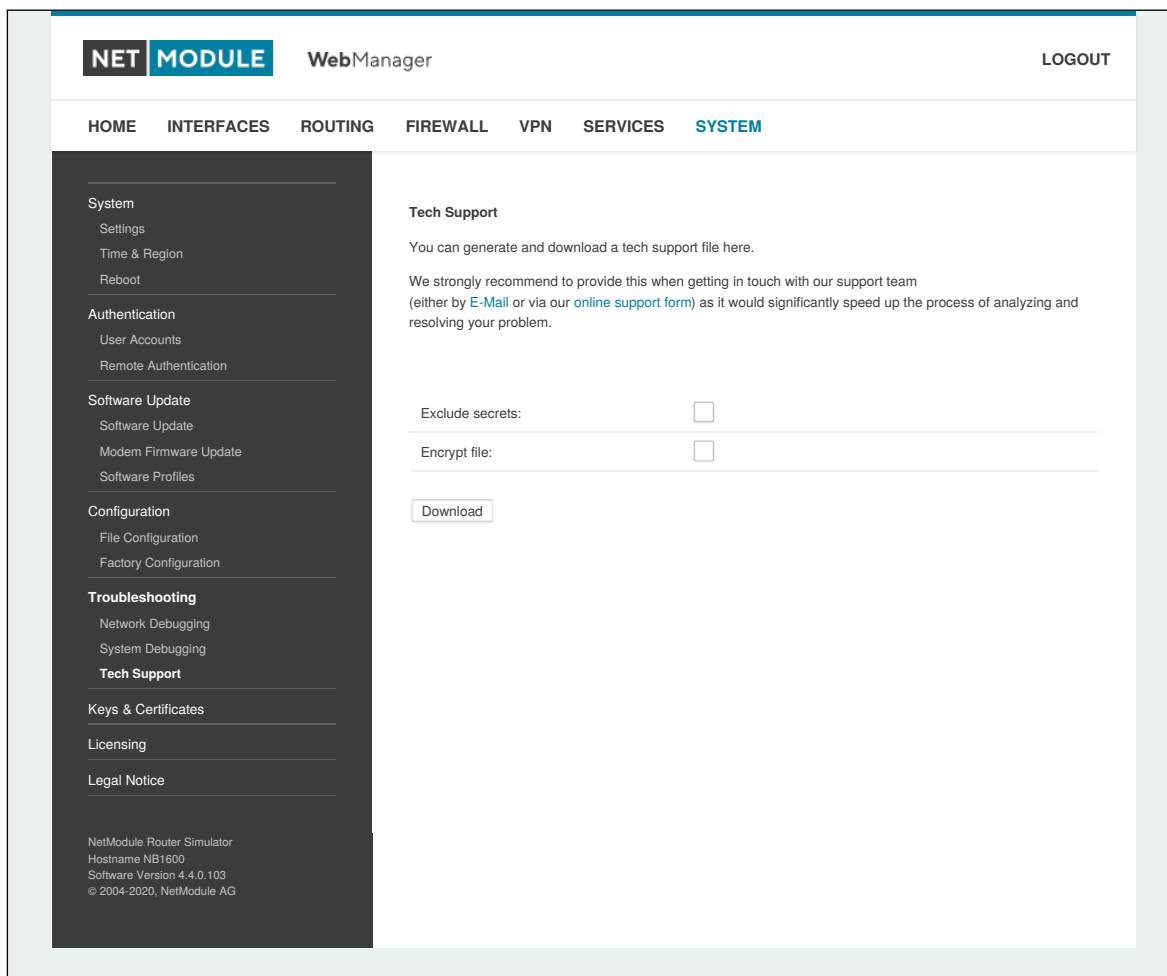 NET MODULE WebManager LOGOUT
HOME INTERFACES ROUTING FIREWALL VPN SERVICES SYSTEM
System
Settings
Time & Region
Reboot
Authentication
User Accounts
Remote Authentication
Software Update
Software Update
Modem Firmware Update
Software Profiles
Configuration
File Configuration
Factory Configuration
Troubleshooting
Network Debugging
System Debugging
Tech Support
Keys & Certificates
Licensing
Legal Notice
NetModule Router Simulator
Hostname NB1600
Software Version 4.4.0.103
© 2004-2020, NetModule AG
Tech Support
You can generate and download a tech support file here.
We strongly recommend to provide this when getting in touch with our support team
(either by E-Mail or via our online support form) as it would significantly speed up the process of analyzing and
resolving your problem.
Exclude secrets:
Encrypt file:
Download